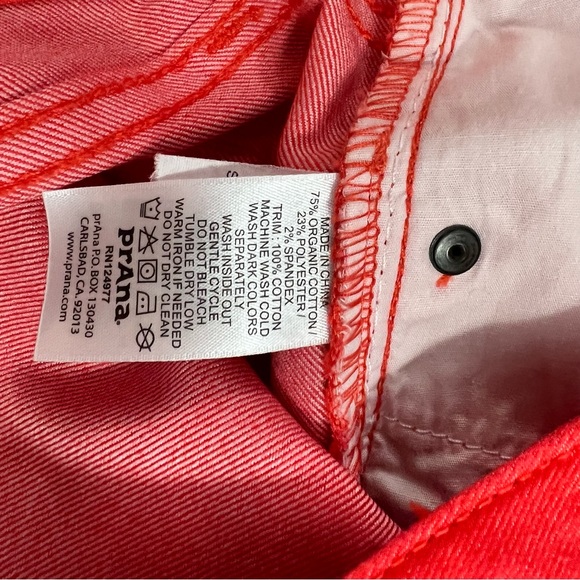 MADE IN CHINA
75% ORGANIC COTTON /
23% POLYESTER /
2% SPANDEX
TRIM: 100% COTTON
MACHINE WASH COLD
WASH DARK COLORS
SEPARATELY
WASH INSIDE OUT
GENTLE CYCLE
DO NOT BLEACH
TUMBLE DRY LOW
WARM IRON IF NEEDED
DO NOT DRY CLEAN
prAna
RN124977
prAna P.O. BOX 130430
CARLSBAD, CA. 92013
www.prana.com
S